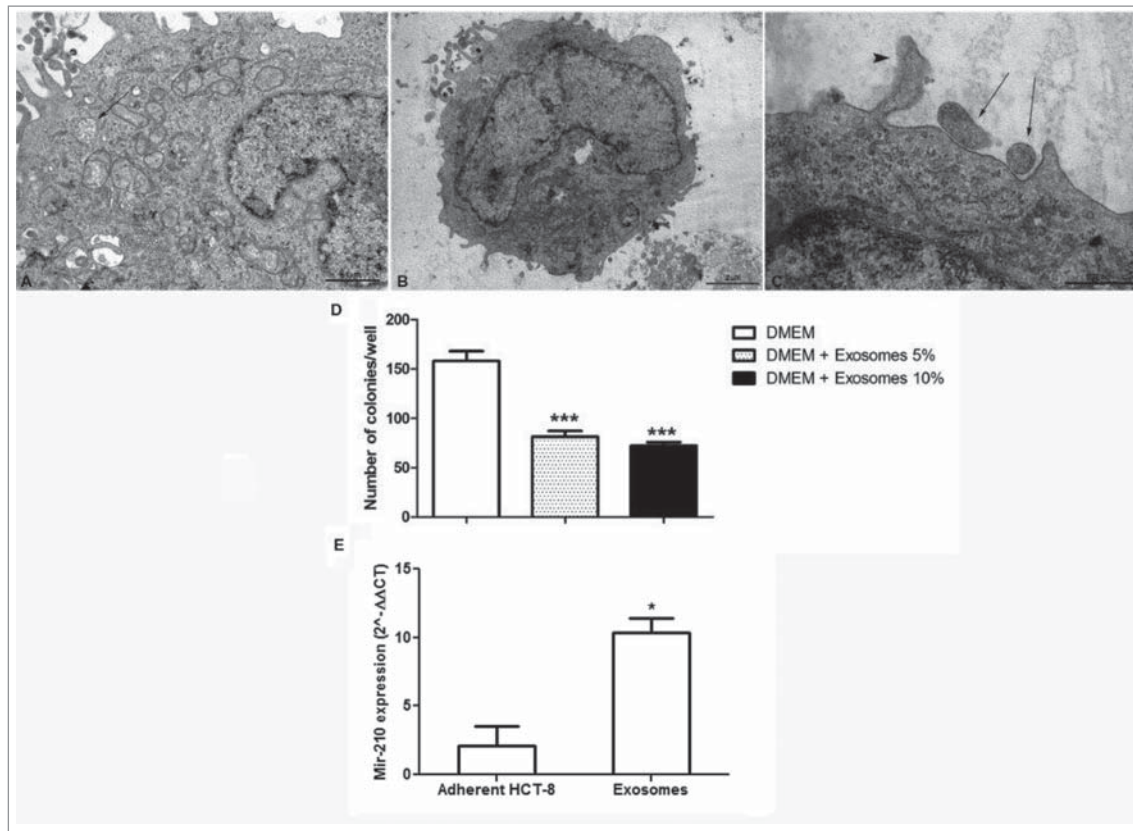 A
B
C
D
200
150
100
50
0
Number of colonies/well
***
***
DMEM
DMEM + Exosomes 5%
DMEM + Exosomes 10%
E
15
10
5
0
Mir-210 expression (2^-ΔΔCT)
*
Adherent HCT-8
Exosomes